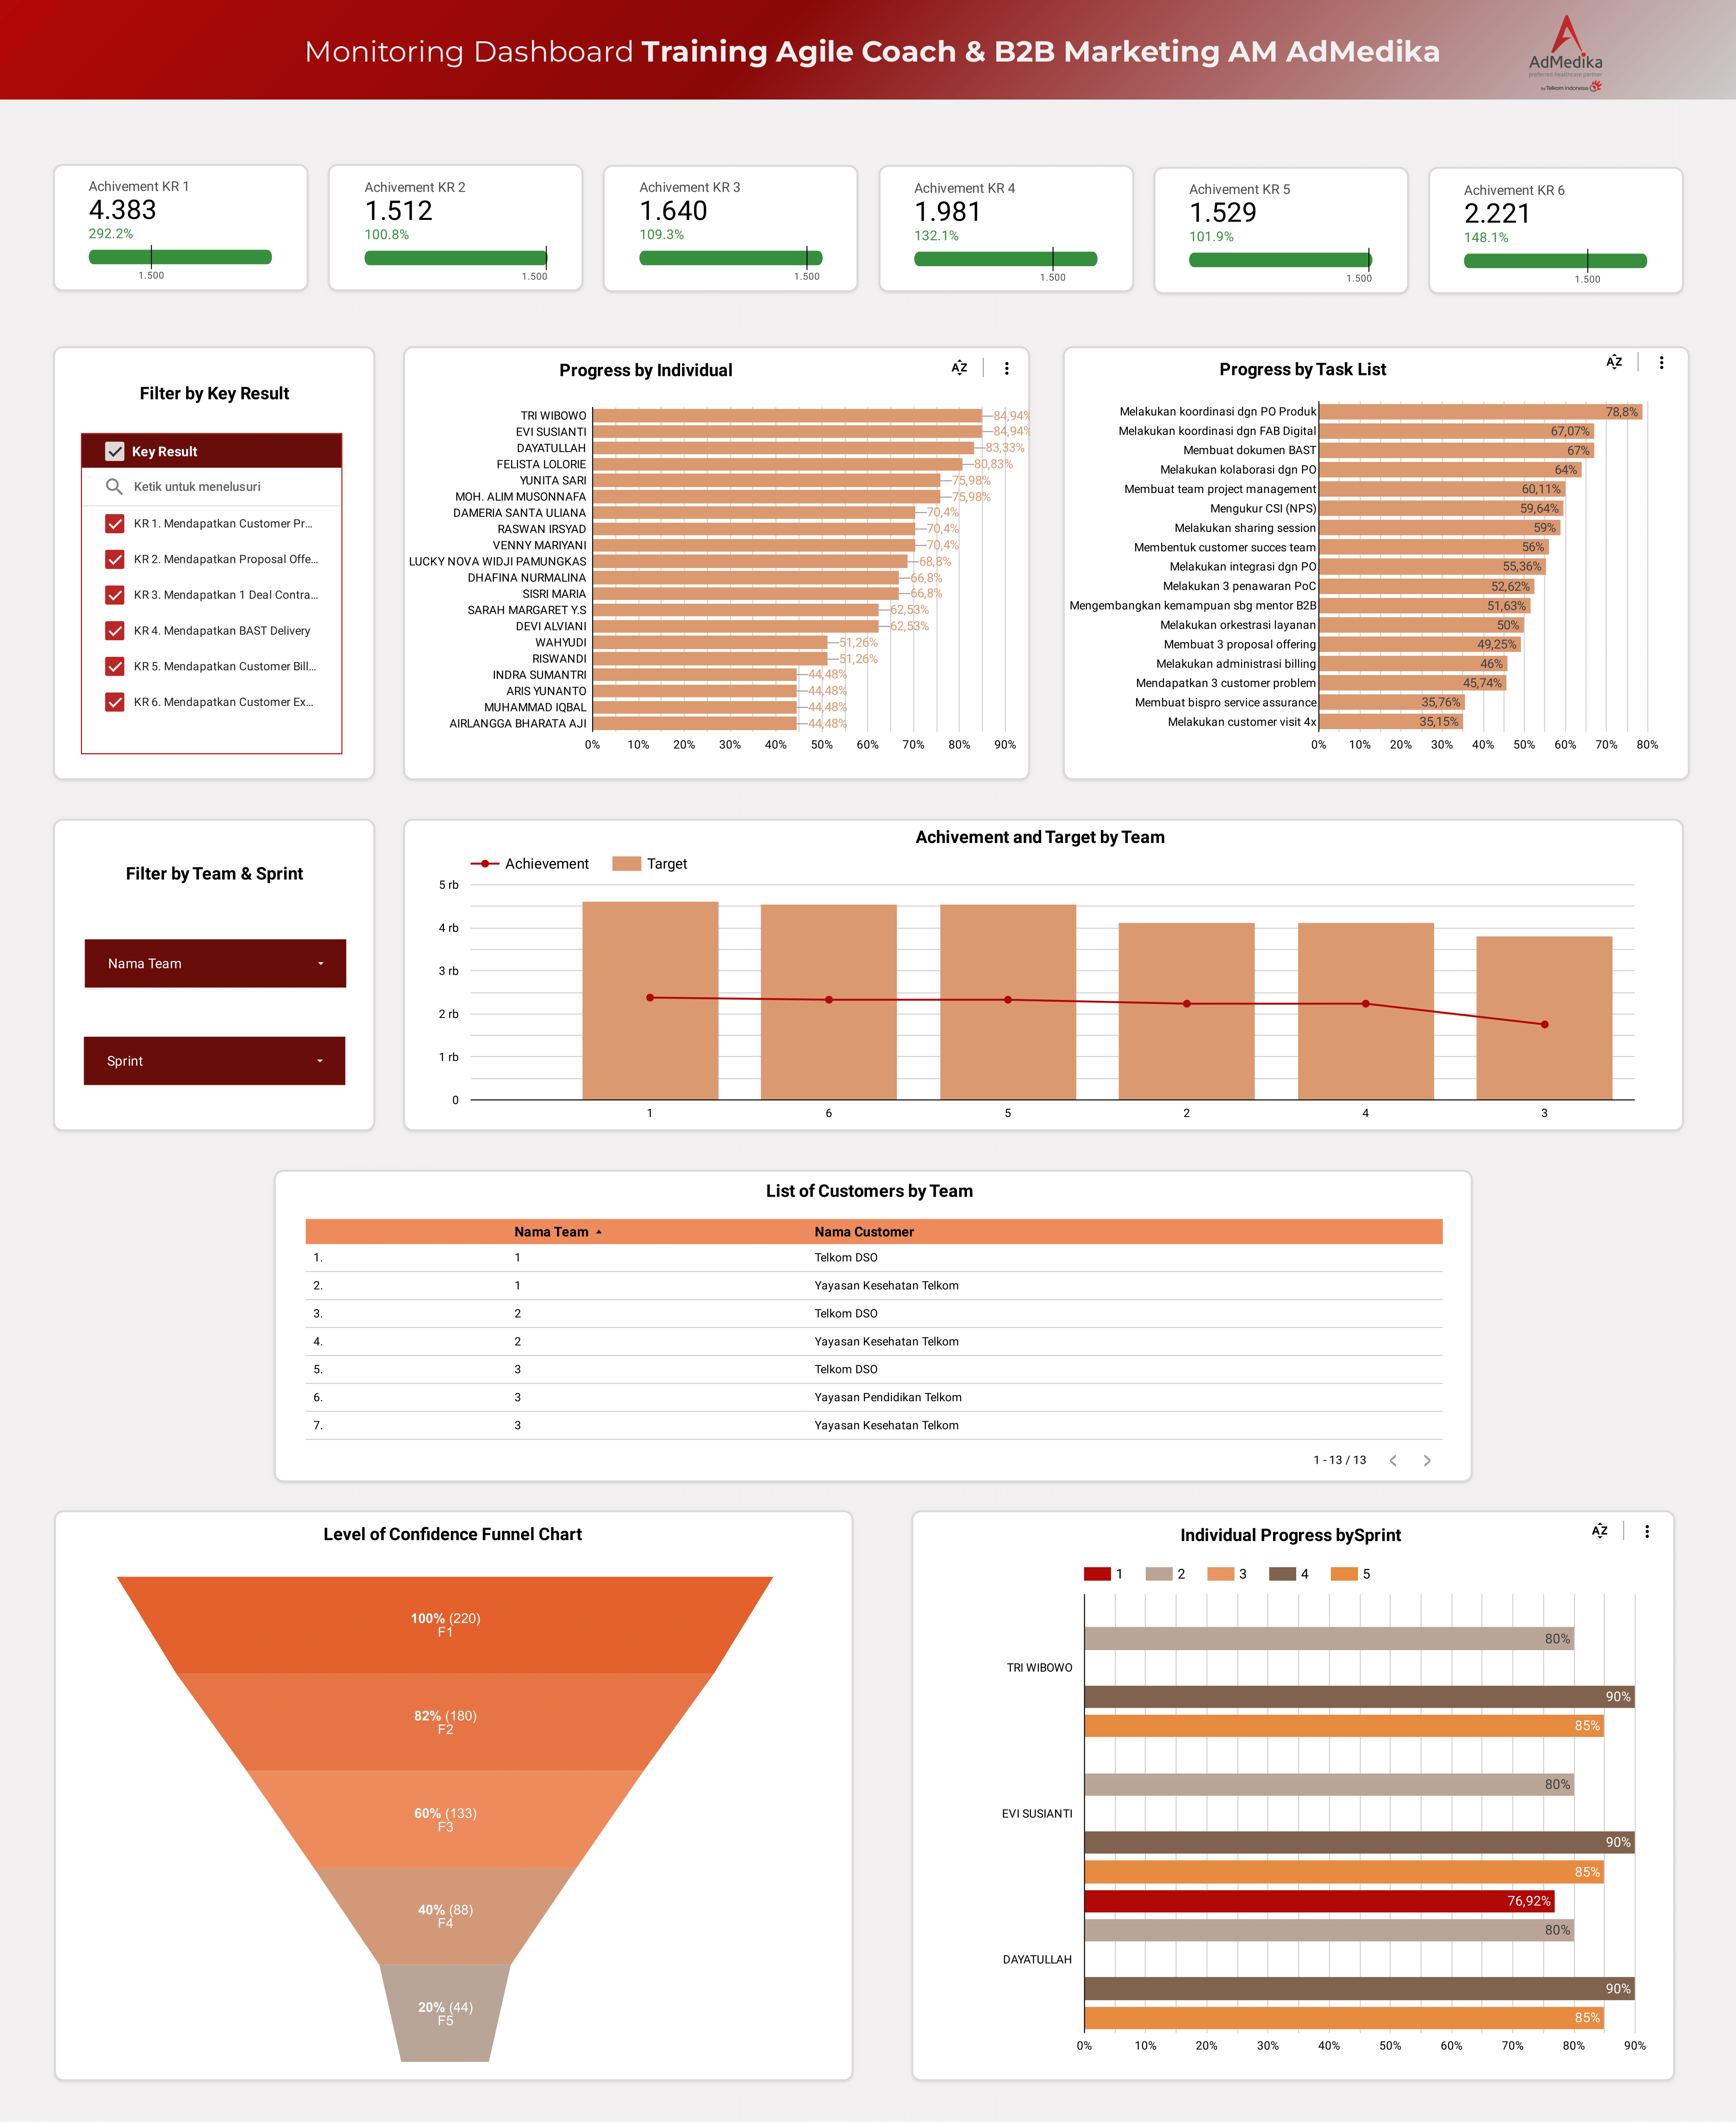 Monitoring Dashboard Training Agile Coach & B2B Marketing AM AdMedika
AdMedika
preferred healthcare partner
by Telkom Indonesia
Achivement KR 1
4.383
292.2%
1.500
Achivement KR 2
1.512
100.8%
1.500
Achivement KR 3
1.640
109.3%
1.500
Achivement KR 4
1.981
132.1%
1.500
Achivement KR 5
1.529
101.9%
1.500
Achivement KR 6
2.221
148.1%
1.500
Filter by Key Result
Key Result
Ketik untuk menelusuri
KR 1. Mendapatkan Customer Pr...
KR 2. Mendapatkan Proposal Offe...
KR 3. Mendapatkan 1 Deal Contra...
KR 4. Mendapatkan BAST Delivery
KR 5. Mendapatkan Customer Bill...
KR 6. Mendapatkan Customer Ex...
Progress by Individual
AZ
TRI WIBOWO 84,94%
EVI SUSIANTI 84,94%
DAYATULLAH 83,33%
FELISTA LOLORIE 80,83%
YUNITA SARI 75,98%
MOH. ALIM MUSONNAFA 75,98%
DAMERIA SANTA ULIANA 70,4%
RASWAN IRSYAD 70,4%
VENNY MARIYANI 70,4%
LUCKY NOVA WIDJI PAMUNGKAS 68,8%
DHAFINA NURMALINA 66,8%
SISRI MARIA 66,8%
SARAH MARGARET Y.S 62,53%
DEVI ALVIANI 62,53%
WAHYUDI 51,26%
RISWANDI 51,26%
INDRA SUMANTRI 44,48%
ARIS YUNANTO 44,48%
MUHAMMAD IQBAL 44,48%
AIRLANGGA BHARATA AJI 44,48%
0% 10% 20% 30% 40% 50% 60% 70% 80% 90%
Progress by Task List
AZ
Melakukan koordinasi dgn PO Produk 78,8%
Melakukan koordinasi dgn FAB Digital 67,07%
Membuat dokumen BAST 67%
Melakukan kolaborasi dgn PO 64%
Membuat team project management 60,11%
Mengukur CSI (NPS) 59,64%
Melakukan sharing session 59%
Membentuk customer succes team 56%
Melakukan integrasi dgn PO 55,36%
Melakukan 3 penawaran PoC 52,62%
Mengembangkan kemampuan sbg mentor B2B 51,63%
Melakukan orkestrasi layanan 50%
Membuat 3 proposal offering 49,25%
Melakukan administrasi billing 46%
Mendapatkan 3 customer problem 45,74%
Membuat bispro service assurance 35,76%
Melakukan customer visit 4x 35,15%
0% 10% 20% 30% 40% 50% 60% 70% 80%
Filter by Team & Sprint
Nama Team
Sprint
Achivement and Target by Team
Achievement Target
5 rb
4 rb
3 rb
2 rb
1 rb
0
1 6 5 2 4 3
List of Customers by Team
Nama Team Nama Customer
1. 1 Telkom DSO
2. 1 Yayasan Kesehatan Telkom
3. 2 Telkom DSO
4. 2 Yayasan Kesehatan Telkom
5. 3 Telkom DSO
6. 3 Yayasan Pendidikan Telkom
7. 3 Yayasan Kesehatan Telkom
1 - 13 / 13
Level of Confidence Funnel Chart
100% (220)
F1
82% (180)
F2
60% (133)
F3
40% (88)
F4
20% (44)
F5
Individual Progress bySprint
AZ
1 2 3 4 5
80%
TRI WIBOWO
90%
85%
80%
EVI SUSIANTI
90%
85%
76,92%
80%
DAYATULLAH
90%
85%
0% 10% 20% 30% 40% 50% 60% 70% 80% 90%